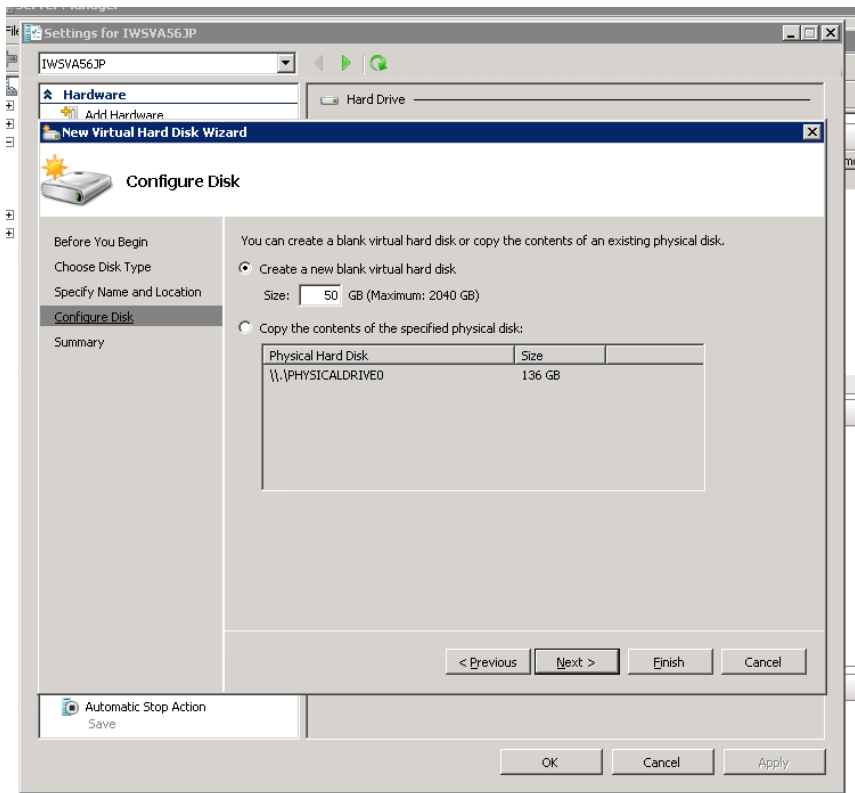 Server Manager
File
Settings for IWSVA56JP
IWSVA56JP
Hardware
Add Hardware
Hard Drive
New Virtual Hard Disk Wizard
Configure Disk
Before You Begin
Choose Disk Type
Specify Name and Location
Configure Disk
Summary
You can create a blank virtual hard disk or copy the contents of an existing physical disk.
Create a new blank virtual hard disk
Size: 50 GB (Maximum: 2040 GB)
Copy the contents of the specified physical disk:
Physical Hard Disk Size
\\.\PHYSICALDRIVE0 136 GB
< Previous Next > Finish Cancel
Automatic Stop Action
Save
OK Cancel Apply